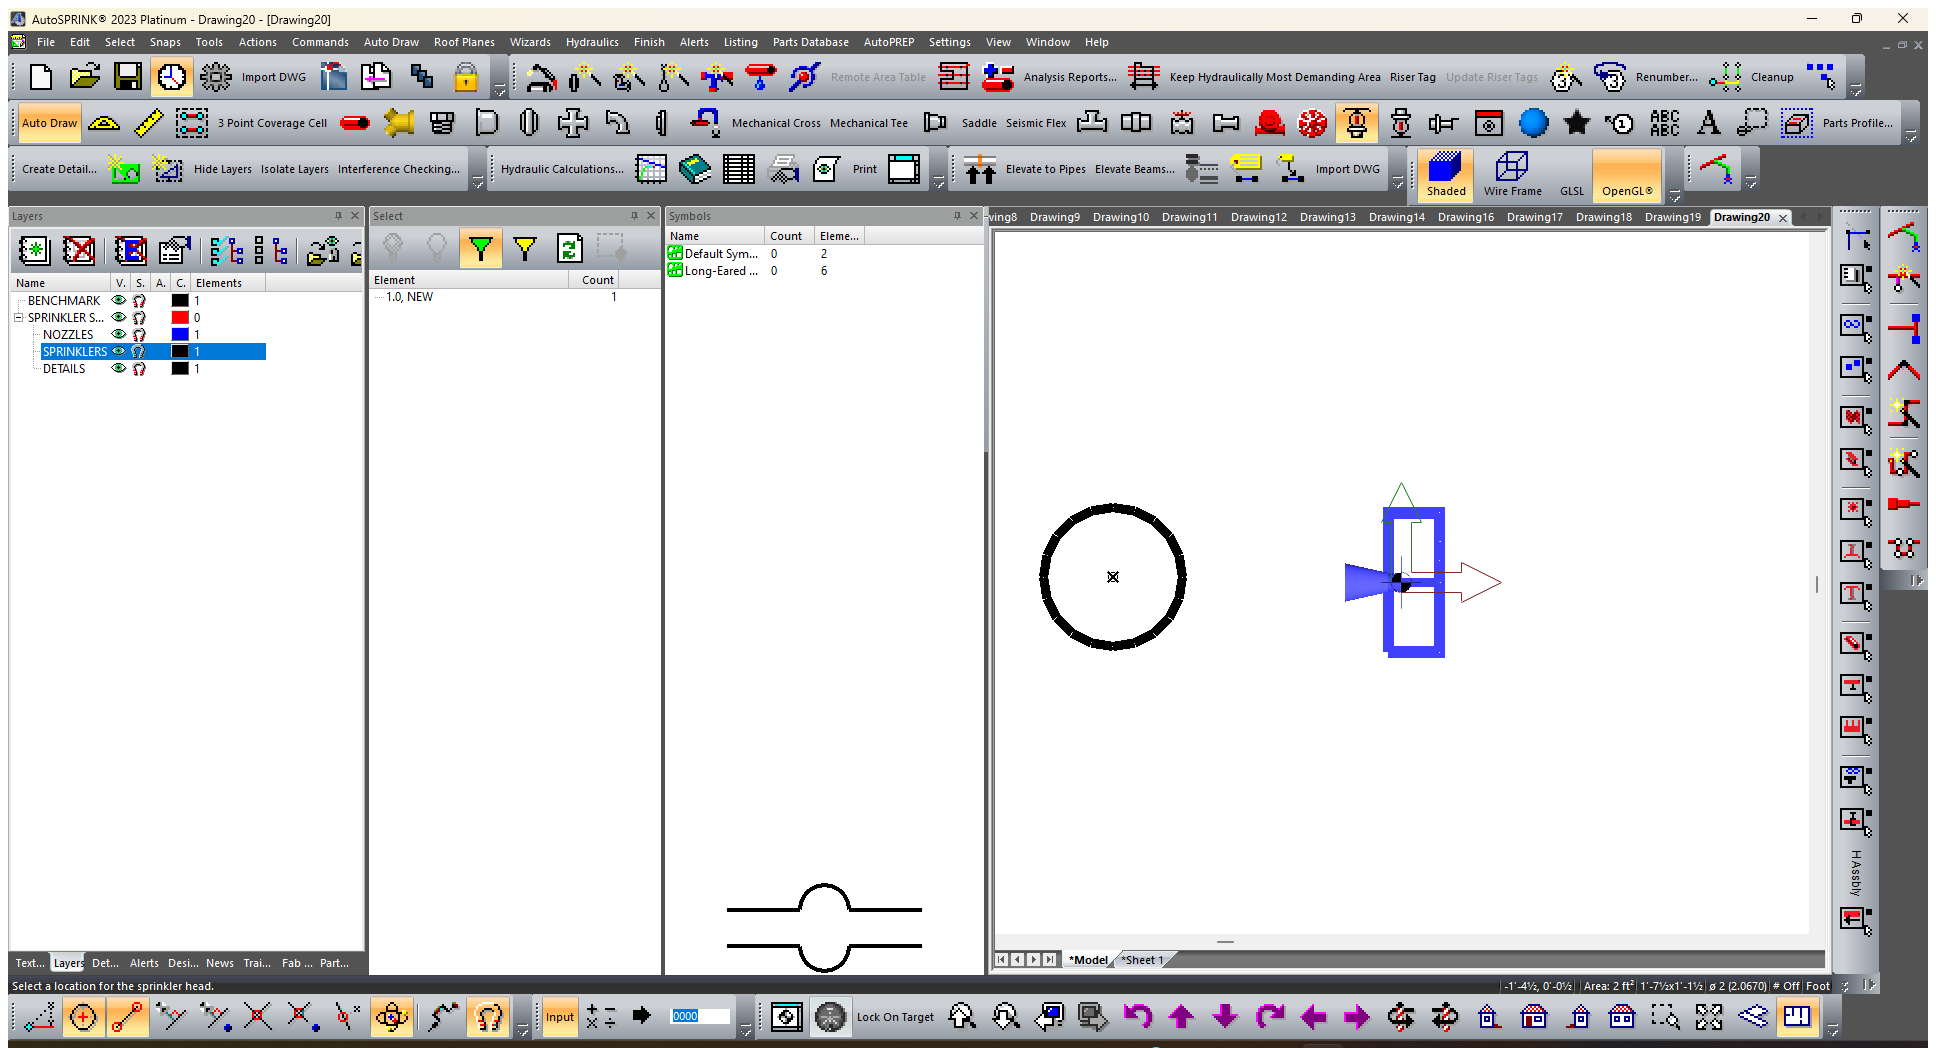 AutoSPRINK® 2023 Platinum - Drawing20 - [Drawing20]
File Edit Select Snaps Tools Actions Commands Auto Draw Roof Planes Wizards Hydraulics Finish Alerts Listing Parts Database AutoPREP Settings View Window Help
Import DWG Remote Area Table Analysis Reports... Keep Hydraulically Most Demanding Area Riser Tag Update Riser Tags 3 3 Renumber... Cleanup
Auto Draw 3 Point Coverage Cell Mechanical Cross Mechanical Tee Saddle Seismic Flex 1 ABC ABC A Parts Profile...
Create Detail... Hide Layers Isolate Layers Interference Checking... Hydraulic Calculations... Print Elevate to Pipes Elevate Beams... Import DWG Shaded Wire Frame GLSL OpenGL®
Layers Select Symbols ving8 Drawing9 Drawing10 Drawing11 Drawing12 Drawing13 Drawing14 Drawing16 Drawing17 Drawing18 Drawing19 Drawing20
Name Count Eleme...
Default Sym... 0 2
Long-Eared ... 0 6
Element Count
1.0, NEW 1
Name V. S. A. C. Elements
BENCHMARK 1
SPRINKLER S... 0
NOZZLES 1
SPRINKLERS 1
DETAILS 1
H Assbly
Text... Layers Det... Alerts Desi... News Trai... Fab ... Part...
*Model *Sheet 1
Select a location for the sprinkler head.
-1'-4½, 0'-0½ Area: 2 ft² 1'-7½x1'-1½ ø 2 (2.0670) # Off Foot
Input 0000 Lock On Target